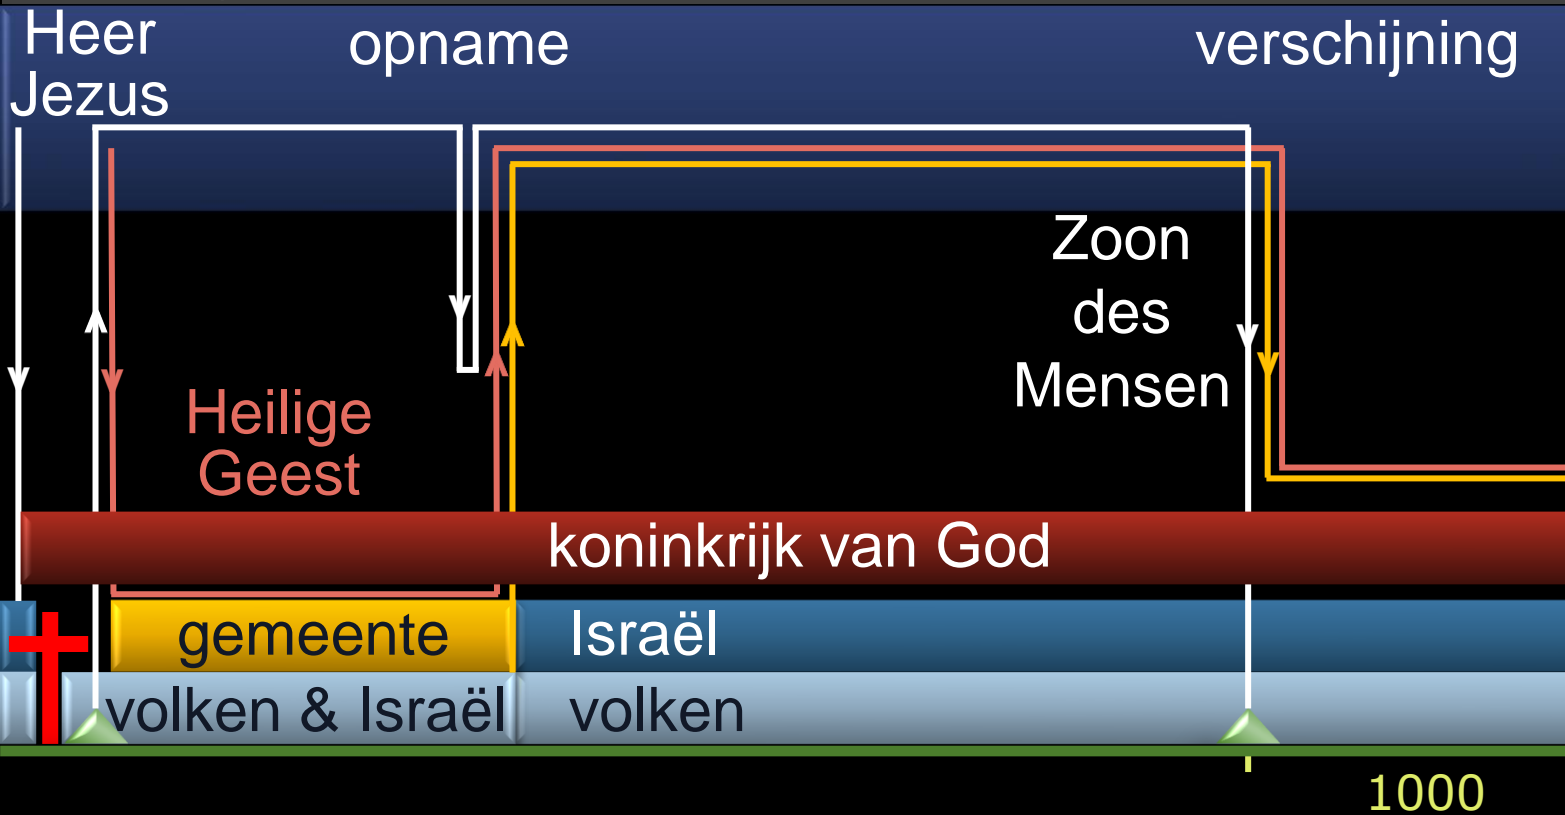 Heer
Jezus
opname
verschijning
Zoon
des
Mensen
Heilige
Geest
koninkrijk van God
gemeente
Israël
volken & Israël
volken
1000